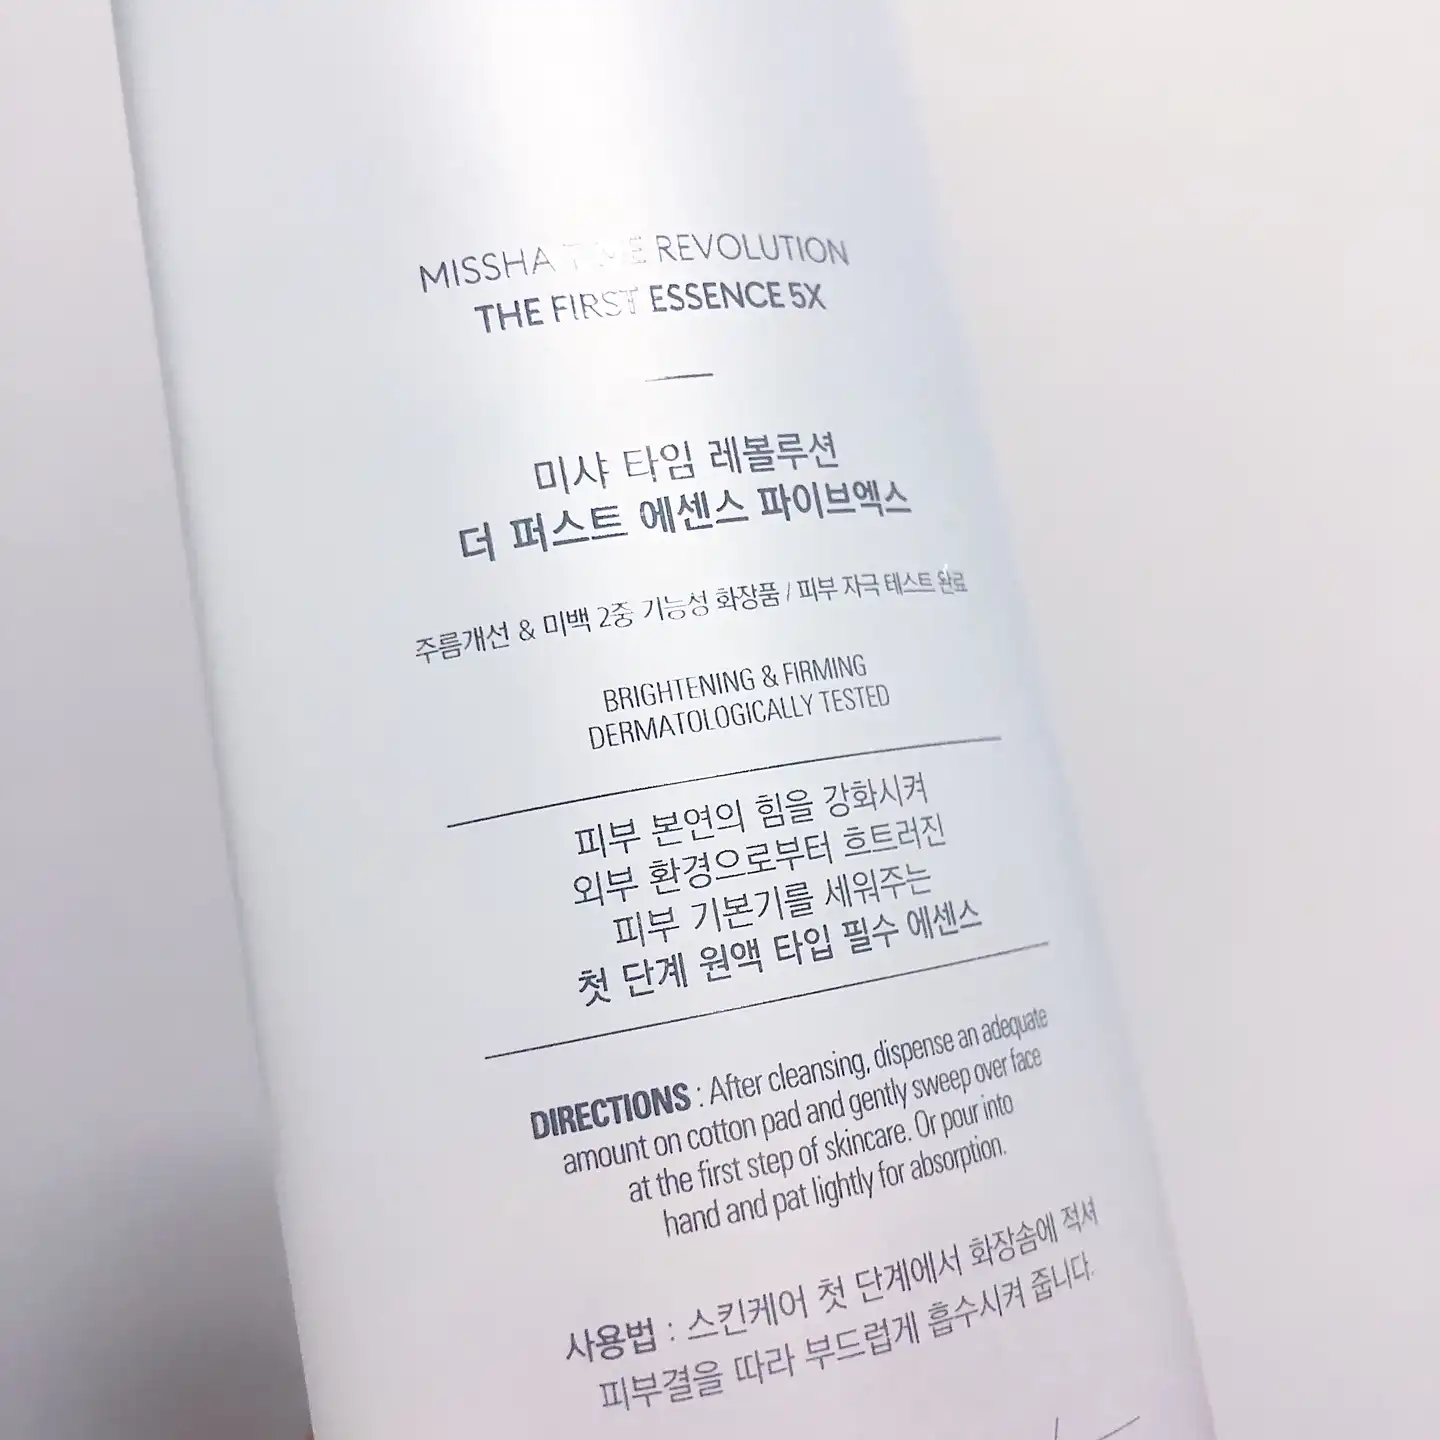 MISSHA TIME REVOLUTION
THE FIRST ESSENCE 5X
미샤 타임 레볼루션
더 퍼스트 에센스 파이브엑스
주름개선 & 미백 2중 기능성 화장품 / 피부 자극 테스트 완료
BRIGHTENING & FIRMING
DERMATOLOGICALLY TESTED
피부 본연의 힘을 강화시켜
외부 환경으로부터 흐트러진
피부 기본기를 세워주는
첫 단계 원액 타입 필수 에센스
DIRECTIONS : After cleansing, dispense an adequate
amount on cotton pad and gently sweep over face
at the first step of skincare. Or pour into
hand and pat lightly for absorption.
사용법 : 스킨케어 첫 단계에서 화장솜에 적셔
피부결을 따라 부드럽게 흡수시켜 줍니다.